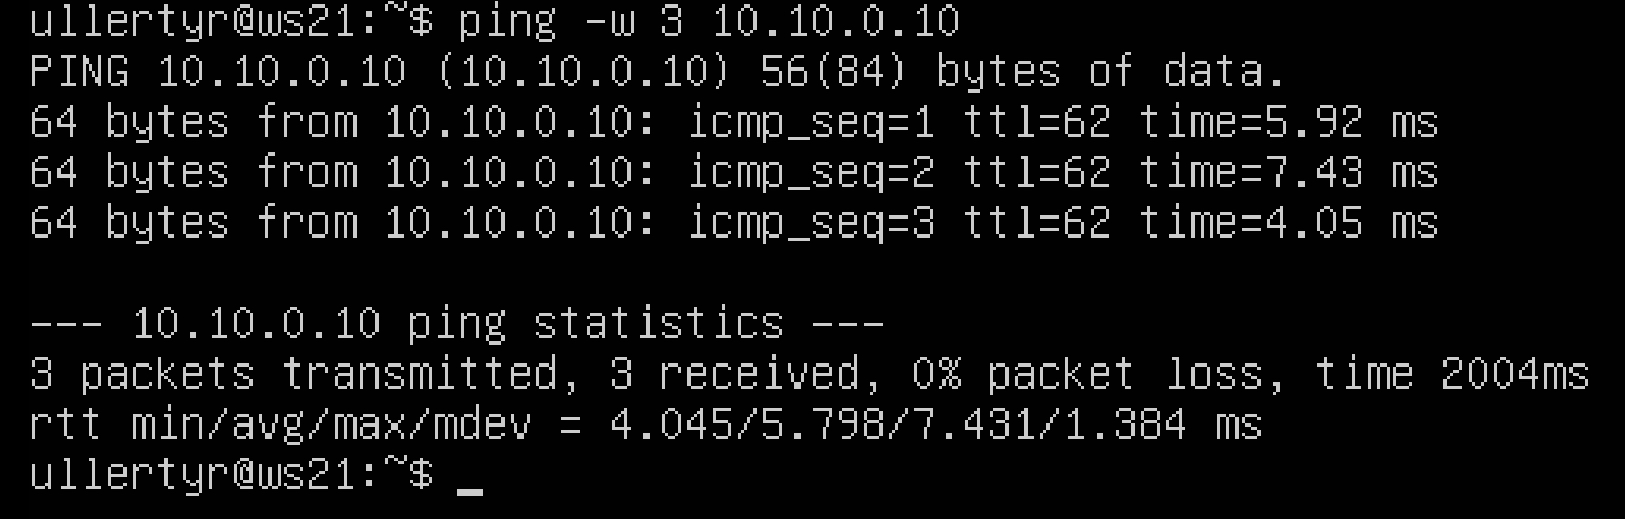 ullertyr@ws21:~$ ping -w 3 10.10.0.10
PING 10.10.0.10 (10.10.0.10) 56(84) bytes of data.
64 bytes from 10.10.0.10: icmp_seq=1 ttl=62 time=5.92 ms
64 bytes from 10.10.0.10: icmp_seq=2 ttl=62 time=7.43 ms
64 bytes from 10.10.0.10: icmp_seq=3 ttl=62 time=4.05 ms
--- 10.10.0.10 ping statistics ---
3 packets transmitted, 3 received, 0% packet loss, time 2004ms
rtt min/avg/max/mdev = 4.045/5.798/7.431/1.384 ms
ullertyr@ws21:~$ _